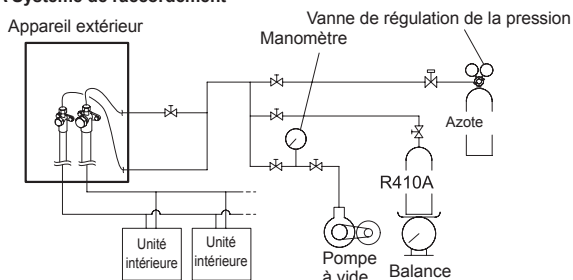 Système de raccordement
Vanne de régulation de la pression
Appareil extérieur
Manomètre
Azote
R410A
Unité
intérieure
Unité
intérieure
Pompe
à vide
Balance